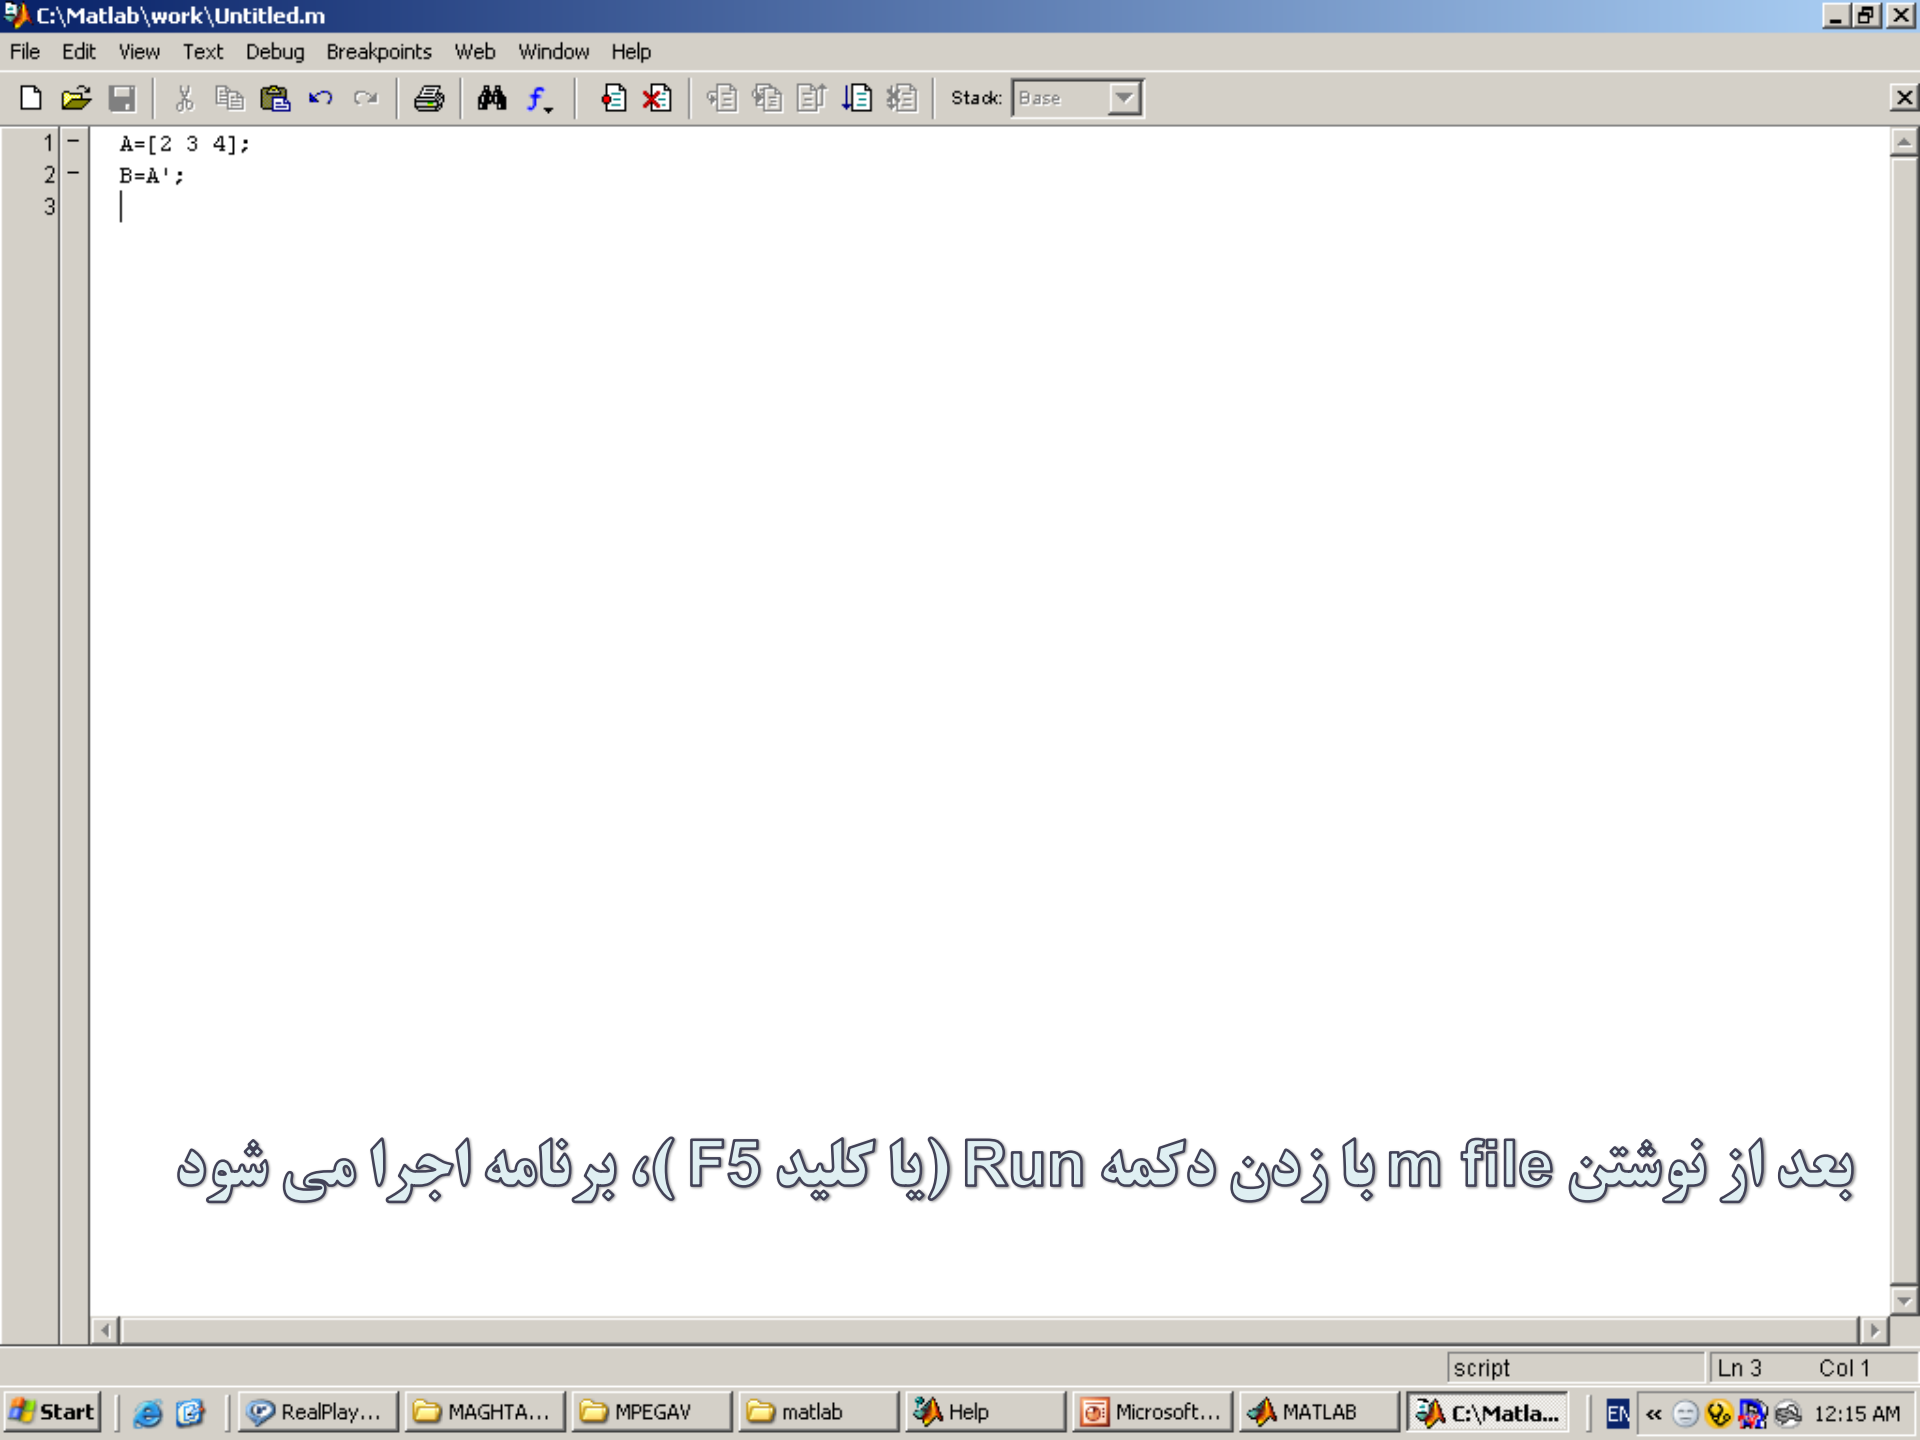 C:\Matlab\work\Untitled.m
File Edit View Text Debug Breakpoints Web Window Help
Stack: Base
1 - A=[2 3 4];
2 - B=A';
3
بعد از نوشتن m file با زدن دکمه Run (یا کلید F5 )، برنامه اجرا می شود
script Ln 3 Col 1
Start RealPlay... MAGHTA... MPEGAV matlab Help Microsoft... MATLAB C:\Matla... EN « 12:15 AM